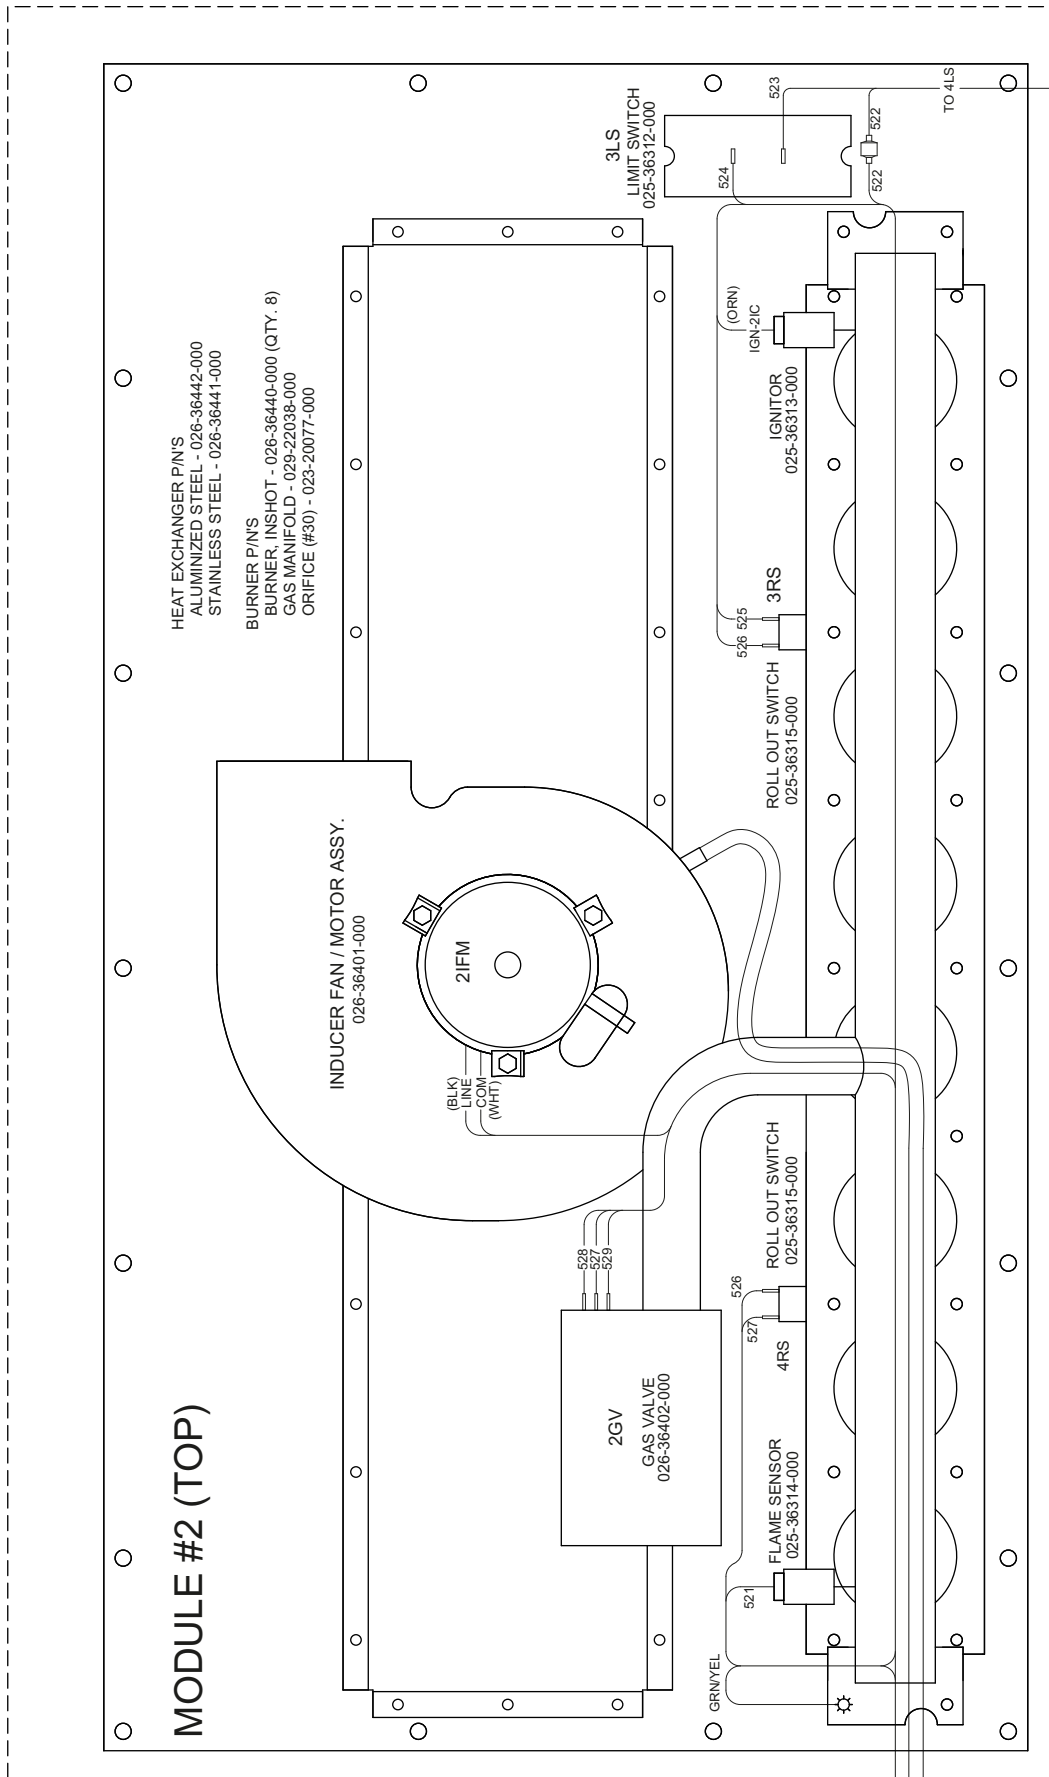 MODULE #2 (TOP)
HEAT EXCHANGER P/N'S
ALUMINIZED STEEL - 026-36442-000
STAINLESS STEEL - 026-36441-000
BURNER P/N'S
BURNER, INSHOT - 026-36440-000 (QTY. 8)
GAS MANIFOLD - 029-22038-000
ORIFICE (#30) - 023-20077-000
INDUCER FAN / MOTOR ASSY.
026-36401-000
2IFM
(BLK)
LINE
COM
(WHT)
528
527
529
2GV
GAS VALVE
026-36402-000
3LS
LIMIT SWITCH
025-36312-000
524
523
522
522
TO 4LS
(ORN)
IGN-2IC
IGNITOR
025-36313-000
526
525
3RS
ROLL OUT SWITCH
025-36315-000
ROLL OUT SWITCH
025-36315-000
526
527
4RS
FLAME SENSOR
025-36314-000
521
GRN/YEL